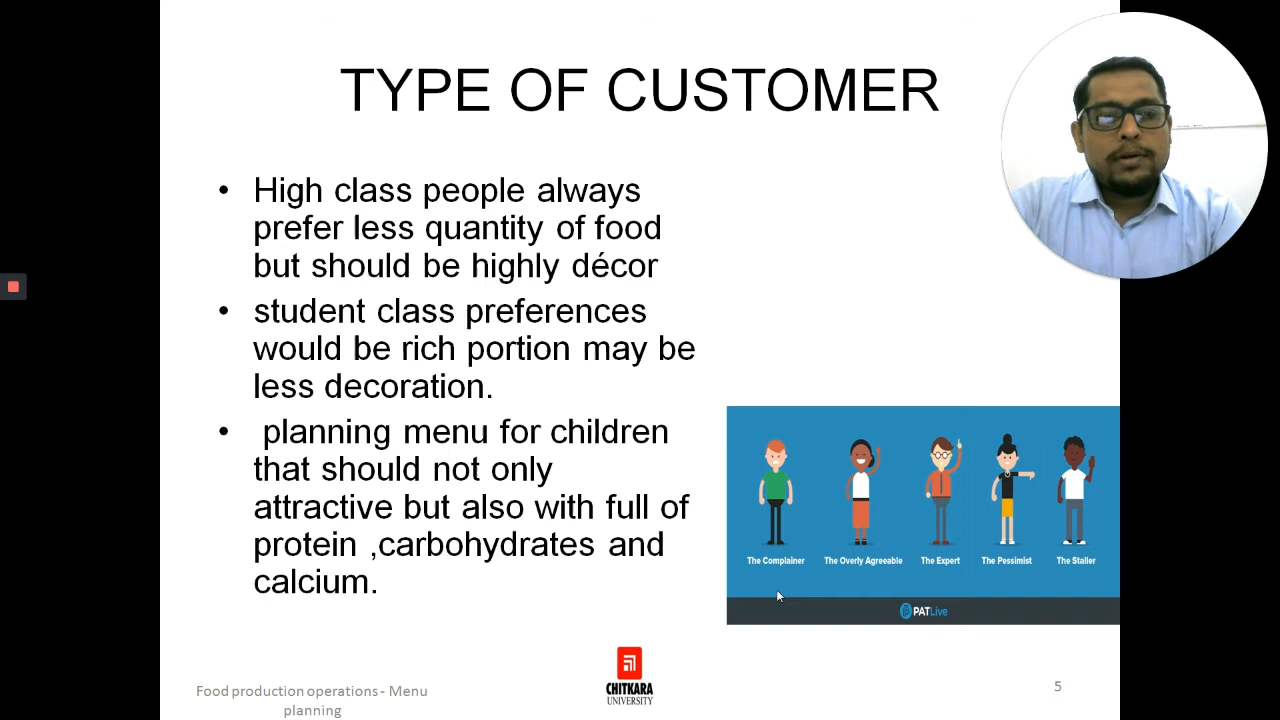 TYPE OF CUSTOMER
• High class people always
prefer less quantity of food
but should be highly décor
• student class preferences
would be rich portion may be
less decoration.
• planning menu for children
that should not only
attractive but also with full of
protein ,carbohydrates and
calcium.
The Complainer The Overly Agreeable The Expert The Pessimist The Staller
PATLive
Food production operations - Menu
planning
CHITKARA
UNIVERSITY
5